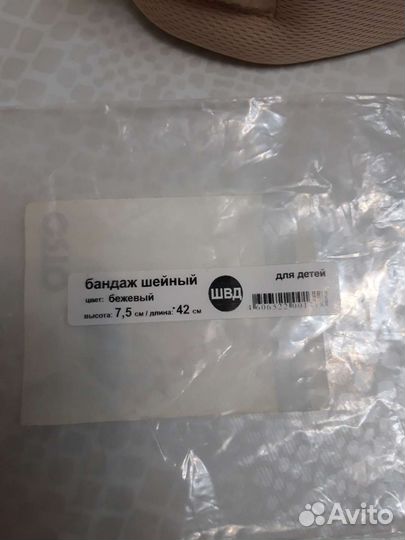 бандаж шейный
для детей
цвет: бежевый
ШВД
высота: 7,5 см / длина: 42 см
Avito